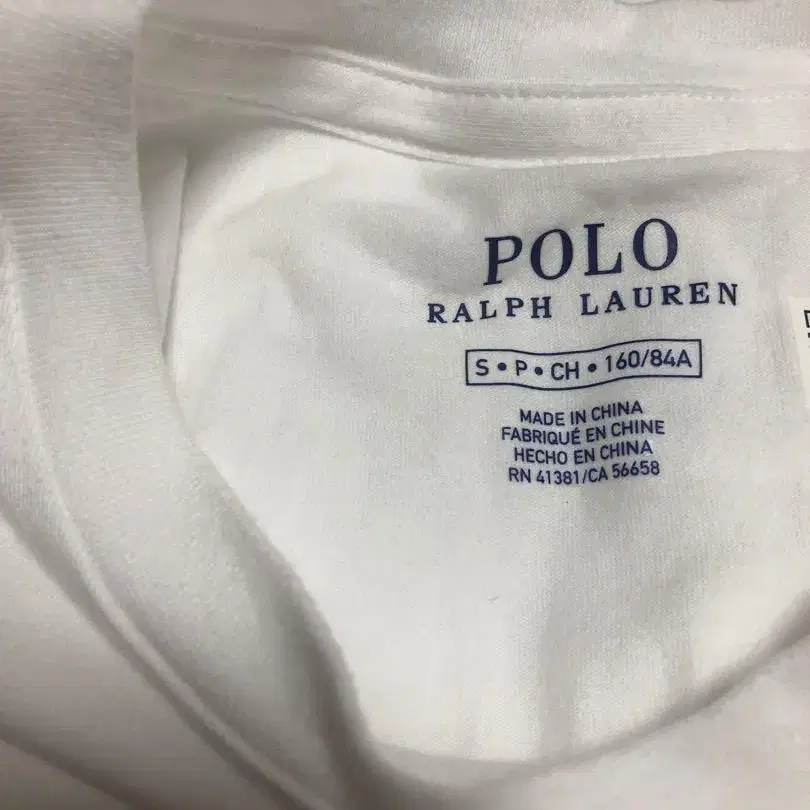 POLO
RALPH LAUREN
S • P • CH • 160/84A
MADE IN CHINA
FABRIQUÉ EN CHINE
HECHO EN CHINA
RN 41381/CA 56658